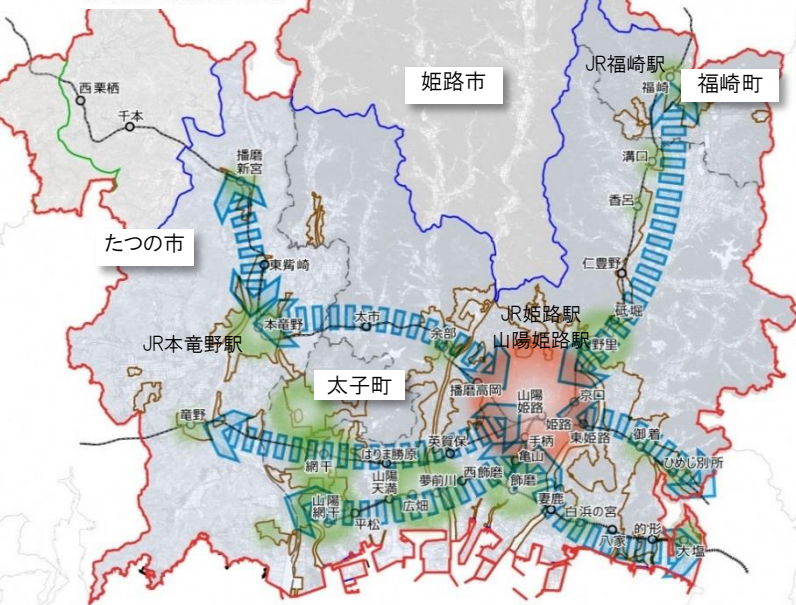 姫路市
JR福崎駅
福崎
福崎町
西栗栖
千本
播磨
新宮
溝口
香呂
たつの市
東觜崎
仁豊野
砥堀
本竜野
太市
余部
JR姫路駅
山陽姫路駅
野里
JR本竜野駅
太子町
播磨高岡
山陽
姫路
京口
竜野
姫路
東姫路
御着
英賀保
手柄
はりま勝原
亀山
ひめじ別所
網干
山陽
天満
西飾磨
夢前川
飾磨
山陽
網干
広畑
妻鹿
平松
白浜の宮
的形
八家
大塩